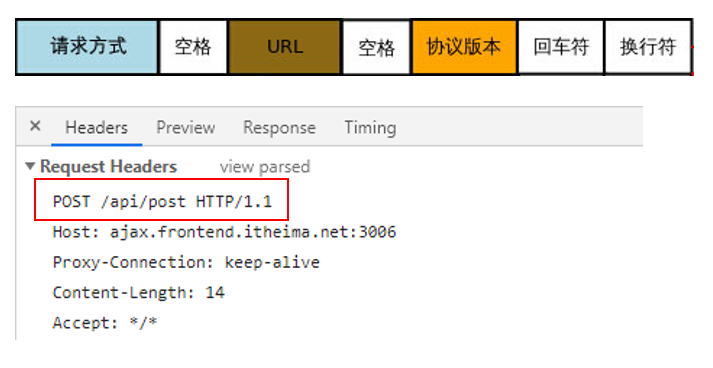 请求方式 空格 URL 空格 协议版本 回车符 换行符
× Headers Preview Response Timing
▼ Request Headers view parsed
POST /api/post HTTP/1.1
Host: ajax.frontend.itheima.net:3006
Proxy-Connection: keep-alive
Content-Length: 14
Accept: */*